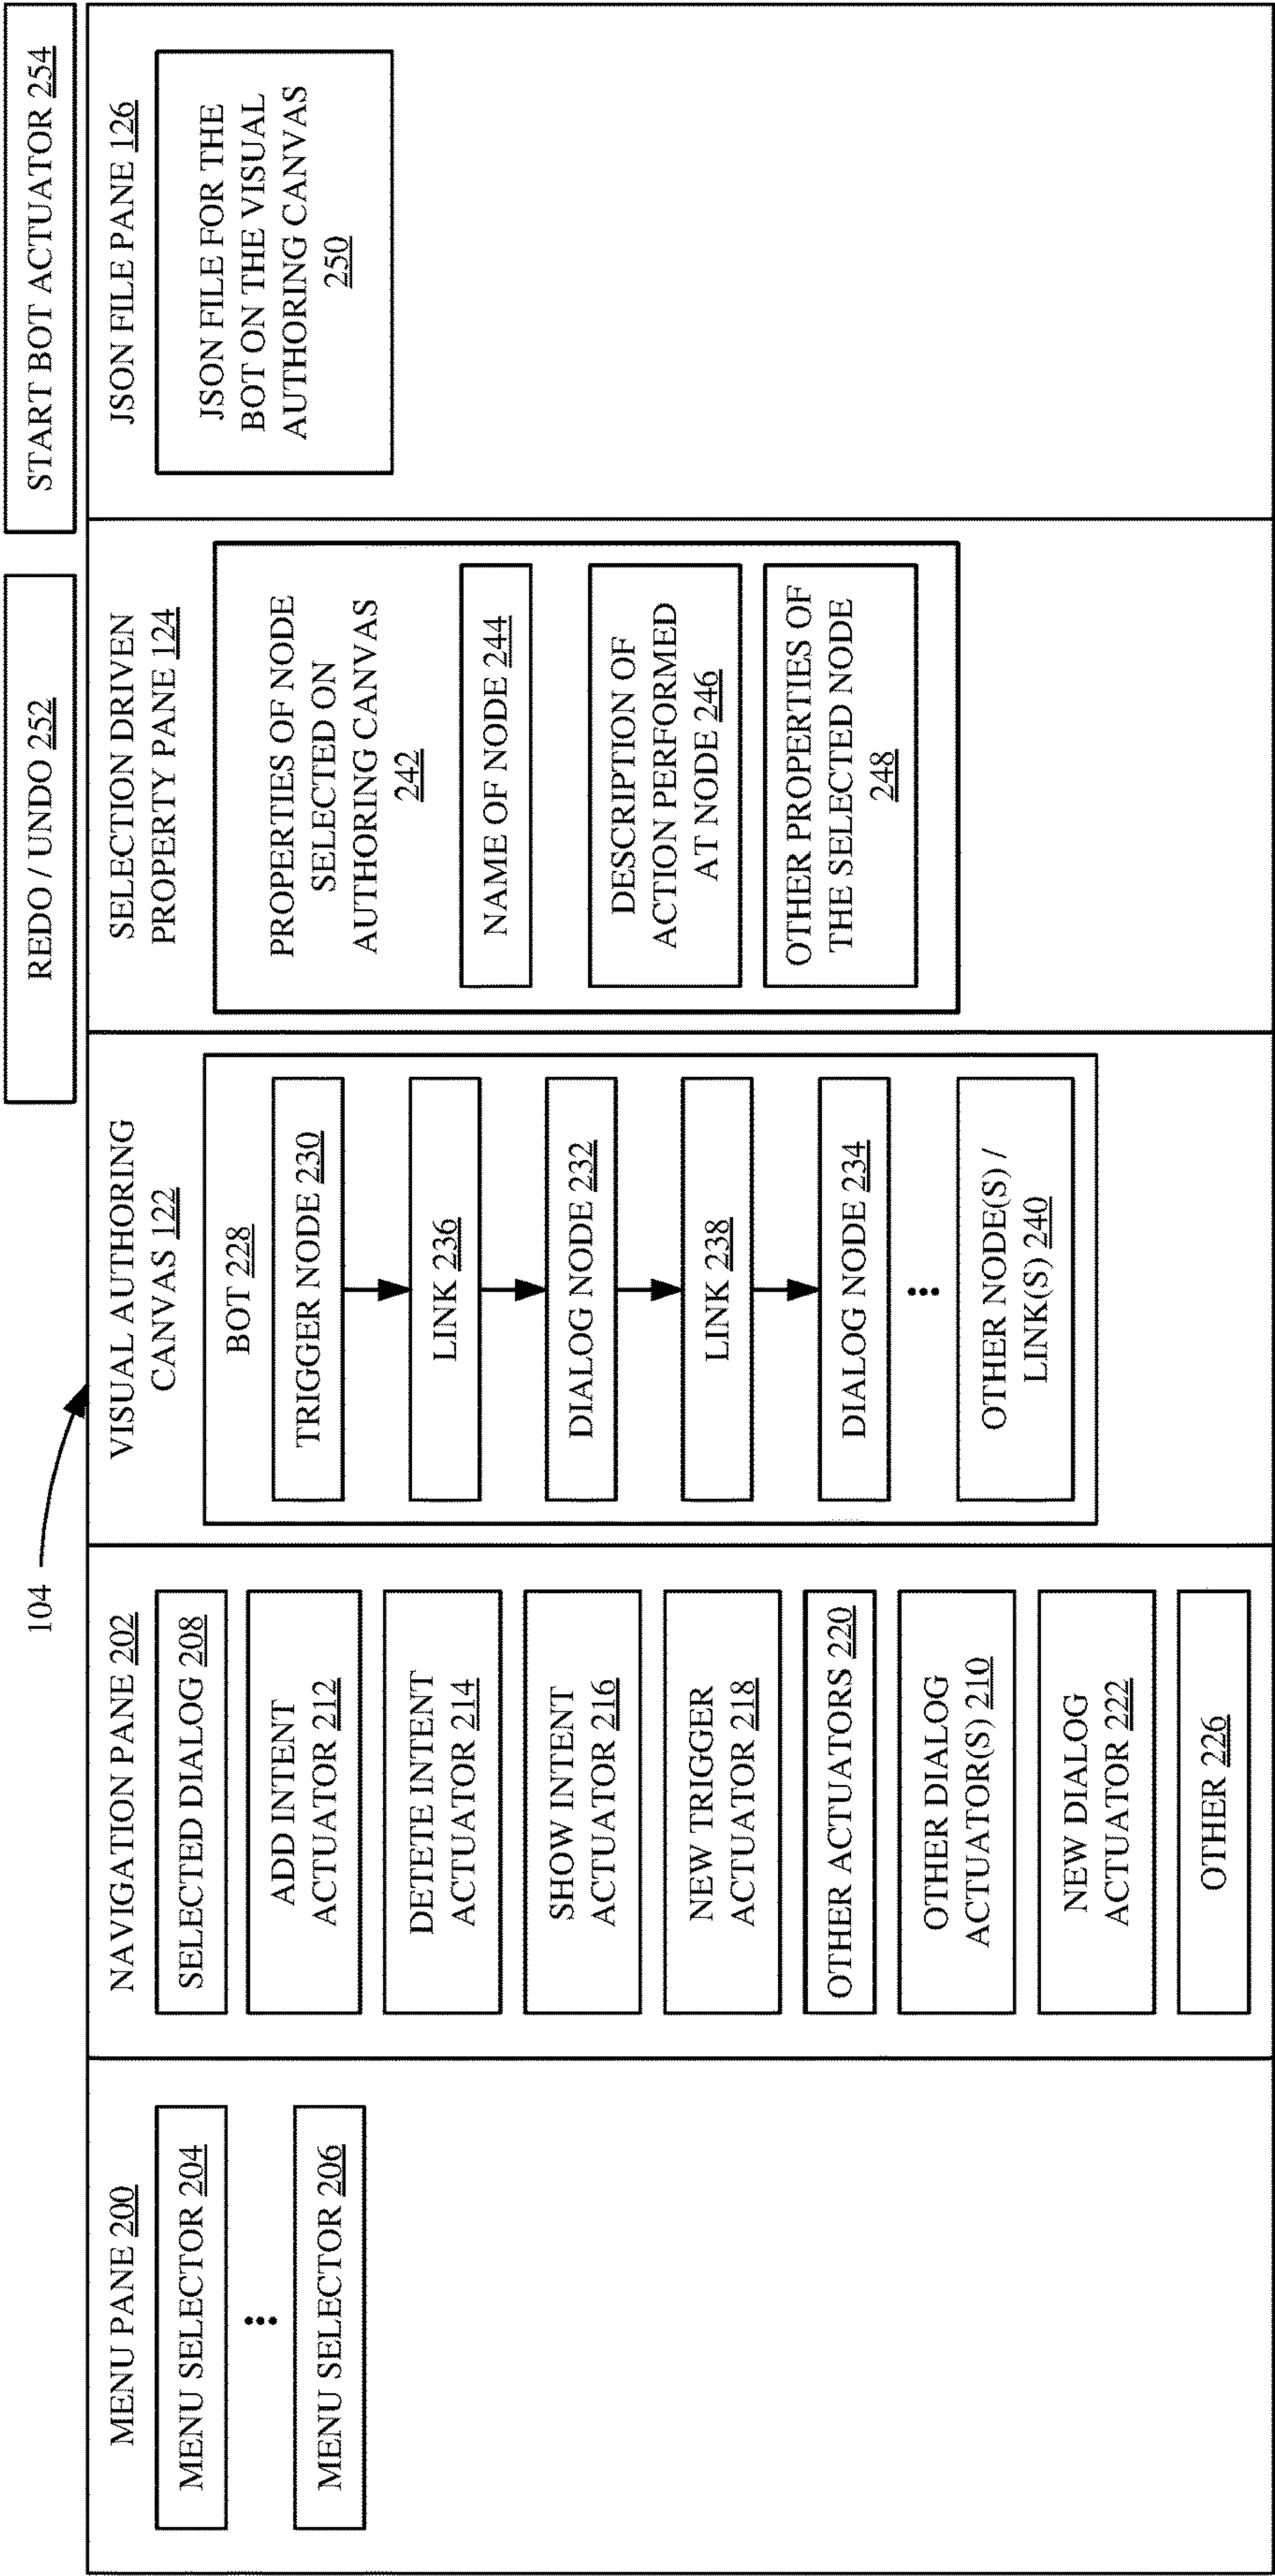 104
REDO / UNDO 252
START BOT ACTUATOR 254
MENU PANE 200
MENU SELECTOR 204
MENU SELECTOR 206
NAVIGATION PANE 202
SELECTED DIALOG 208
ADD INTENT
ACTUATOR 212
DETETE INTENT
ACTUATOR 214
SHOW INTENT
ACTUATOR 216
NEW TRIGGER
ACTUATOR 218
OTHER ACTUATORS 220
OTHER DIALOG
ACTUATOR(S) 210
NEW DIALOG
ACTUATOR 222
OTHER 226
VISUAL AUTHORING
CANVAS 122
BOT 228
TRIGGER NODE 230
LINK 236
DIALOG NODE 232
LINK 238
DIALOG NODE 234
OTHER NODE(S) /
LINK(S) 240
SELECTION DRIVEN
PROPERTY PANE 124
PROPERTIES OF NODE
SELECTED ON
AUTHORING CANVAS
242
NAME OF NODE 244
DESCRIPTION OF
ACTION PERFORMED
AT NODE 246
OTHER PROPERTIES OF
THE SELECTED NODE
248
JSON FILE PANE 126
JSON FILE FOR THE
BOT ON THE VISUAL
AUTHORING CANVAS
250